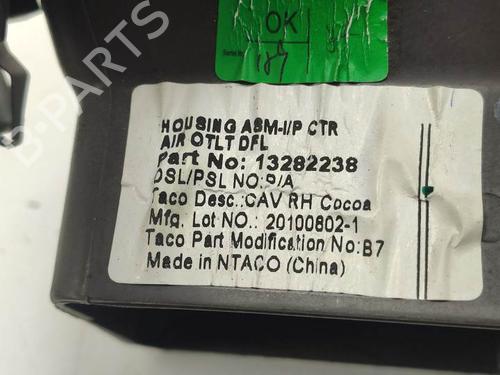 OK
189
HOUSING ASM-I/P CTR
AIR OTLT DFL
Part No: 13282238
DSL/PSL NO:P/A
Taco Desc.:CAV RH Cocoa
Mfg. Lot NO.: 20100802-1
Taco Part Modification No:B7
Made in NTACO (China)
B-PARTS